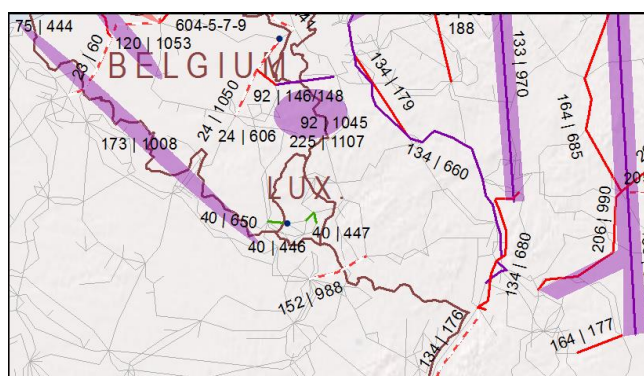 75 | 444
604-5-7-9
188
120 | 1053
23 | 60
BELGIUM
134 | 179
133 | 970
92 | 146/148
164 | 685
24 | 1050
24 | 606
92 | 1045
173 | 1008
225 | 1107
134 | 660
LUX.
206 | 990
40 | 650
40 | 447
40 | 446
134 | 680
152 | 988
134 | 176
164 | 177